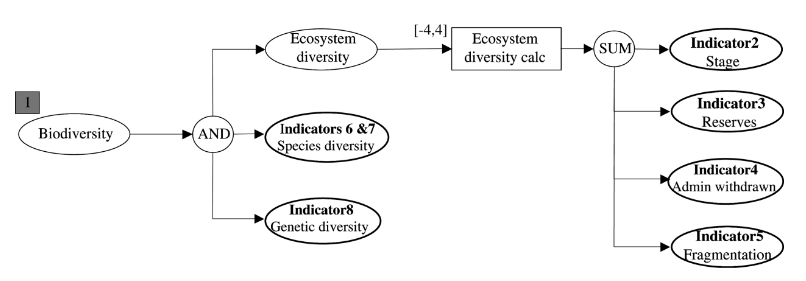 1
Biodiversity
AND
Ecosystem
diversity
Indicators 6 &7
Species diversity
Indicator8
Genetic diversity
[-4,4]
Ecosystem
diversity calc
SUM
Indicator2
Stage
Indicator3
Reserves
Indicator4
Admin withdrawn
Indicator5
Fragmentation